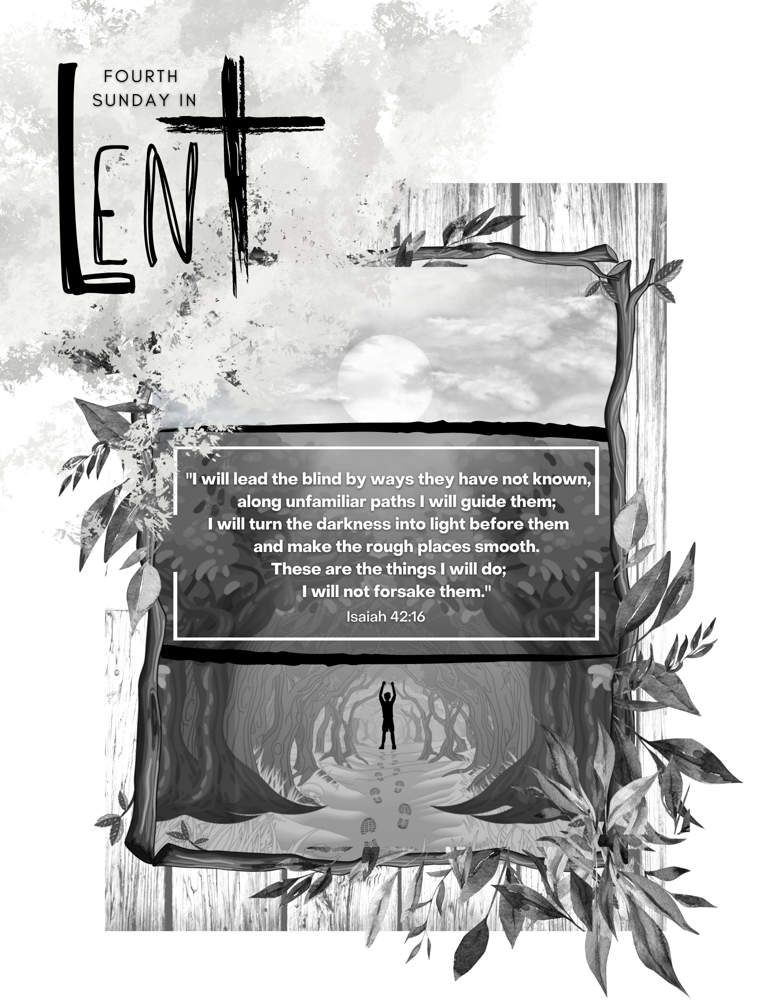 FOURTH
SUNDAY IN
LENT
"I will lead the blind by ways they have not known,
along unfamiliar paths I will guide them;
I will turn the darkness into light before them
and make the rough places smooth.
These are the things I will do;
I will not forsake them."
Isaiah 42:16